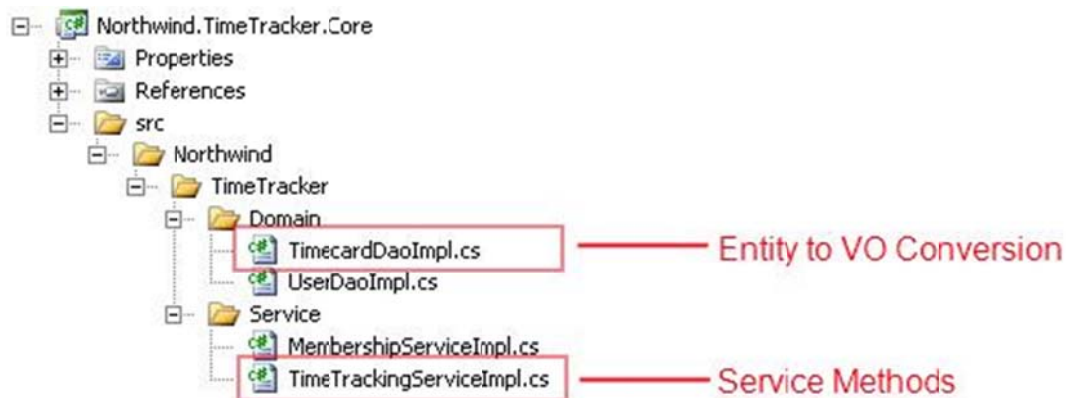 Northwind.TimeTracker.Core
Properties
References
src
Northwind
TimeTracker
Domain
TimecardDaoImpl.cs
Entity to VO Conversion
UserDaoImpl.cs
Service
MembershipServiceImpl.cs
TimeTrackingServiceImpl.cs
Service Methods